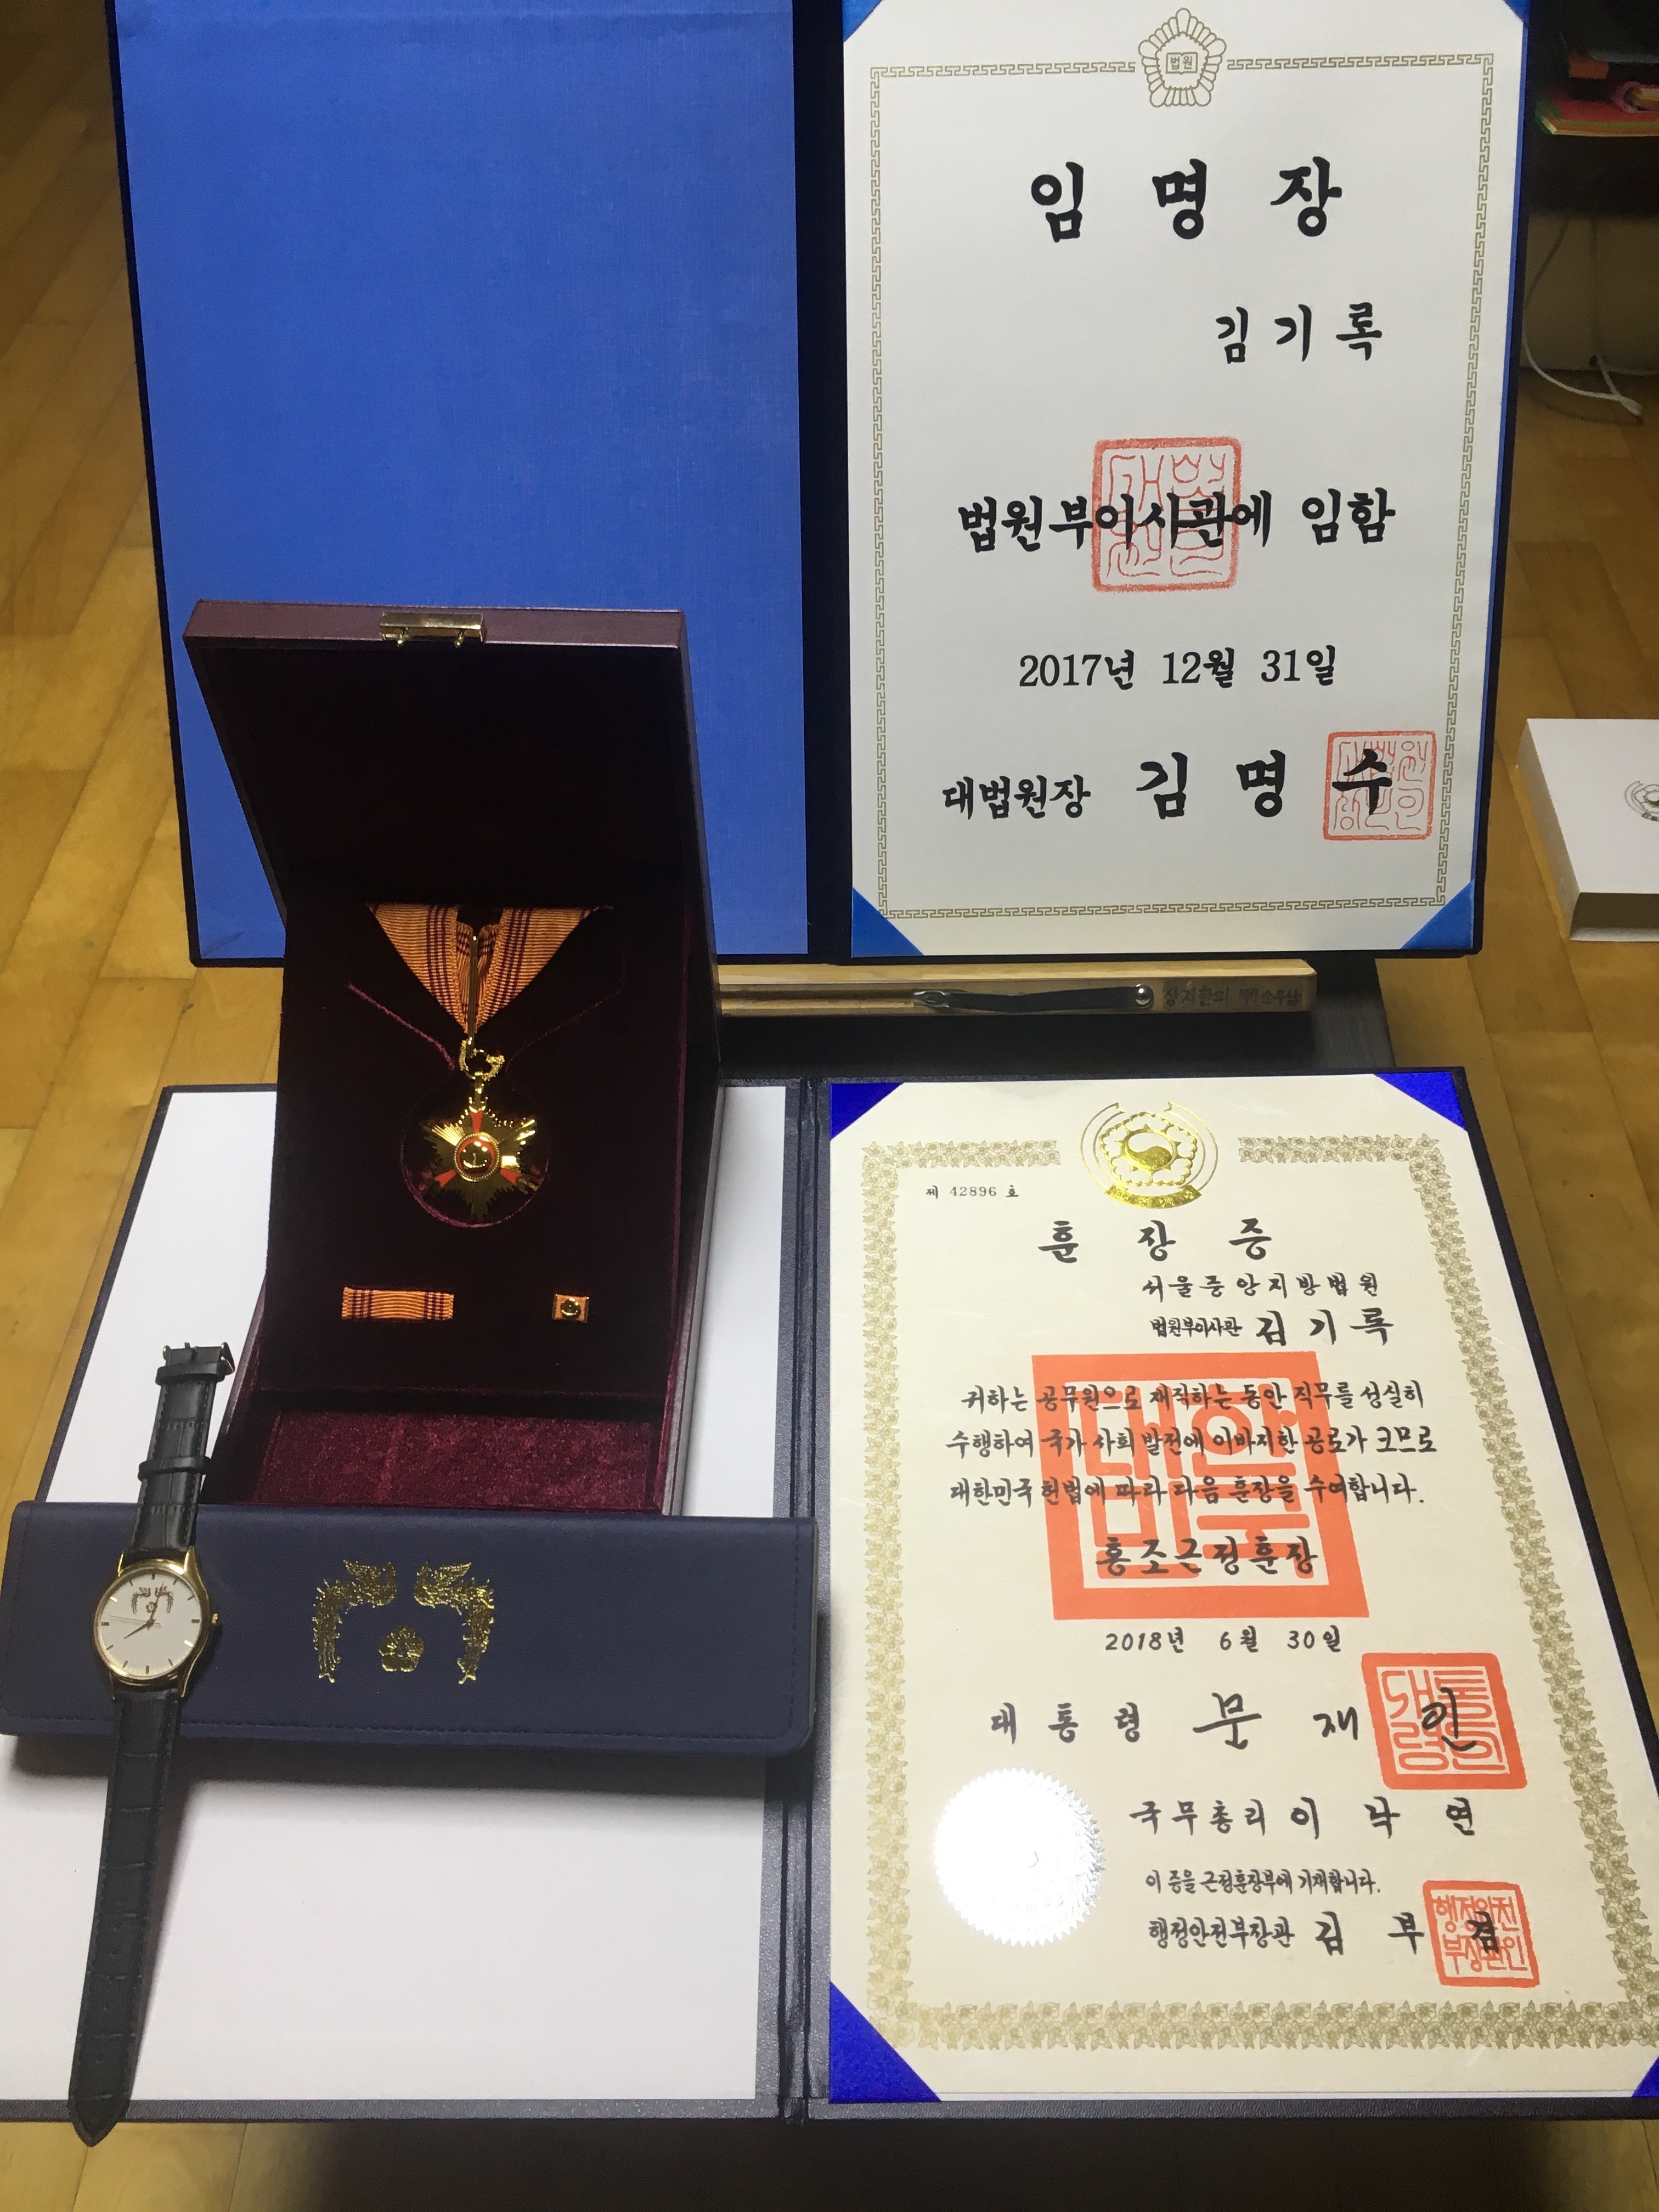 법원
임 명 장
김 기 록
법원부이사관에 임함
2017년 12월 31일
대법원장 김 명 수
제 42896 호
훈 장 증
서울중앙지방법원
법원부이사관 김 기 록
귀하는 공무원으로 재직하는 동안 직무를 성실히
수행하여 국가 사회 발전에 이바지한 공로가 크므로
대한민국 헌법에 따라 다음 훈장을 수여합니다.
홍조근정훈장
2018년 6월 30일
대통령 문 재 인
국무총리 이 낙 연
이 증을 근정훈장부에 기재합니다.
행정안전부장관 김 부 겸
행정안전
부장관인